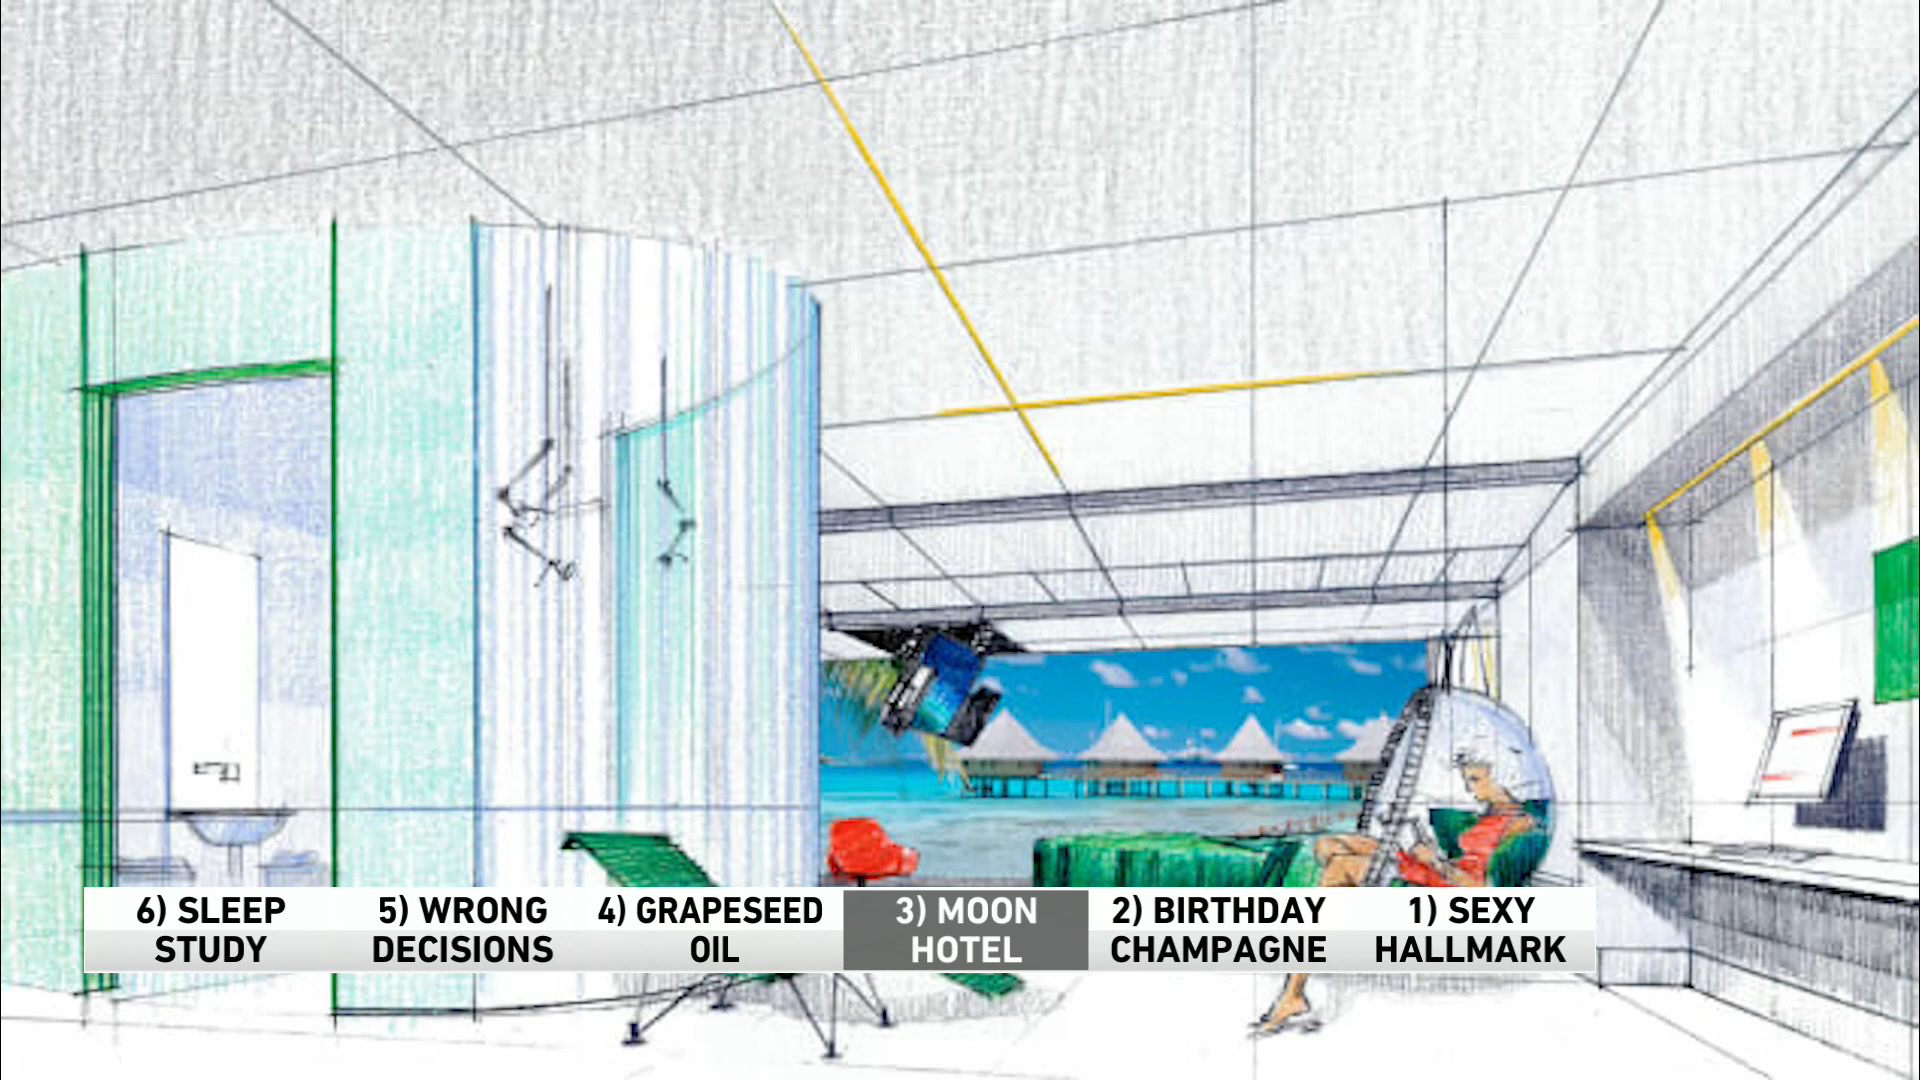 6) SLEEP
STUDY
5) WRONG
DECISIONS
4) GRAPESEED
OIL
3) MOON
HOTEL
2) BIRTHDAY
CHAMPAGNE
1) SEXY
HALLMARK